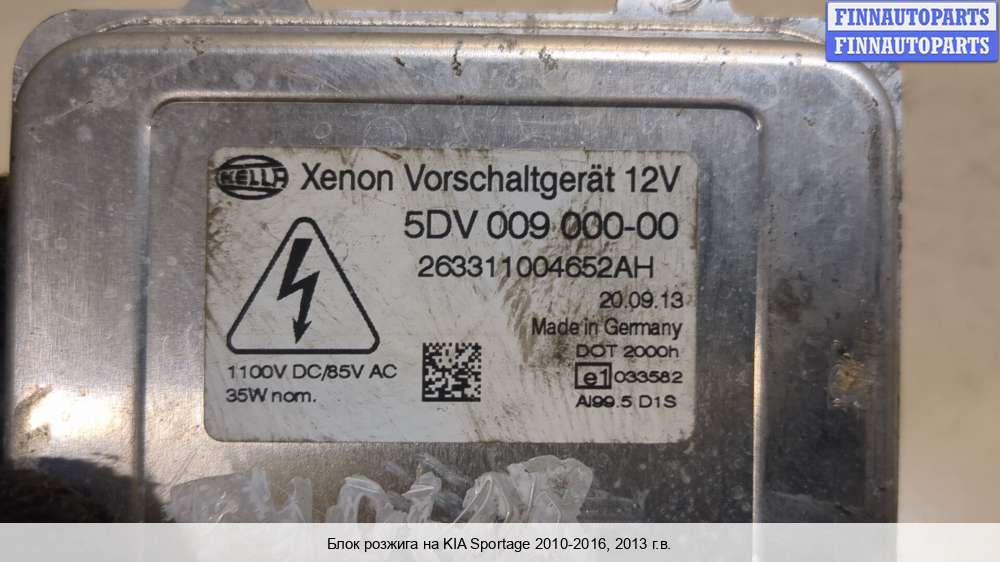 FINNAUTOPARTS
FINNAUTOPARTS
HELLA Xenon Vorschaltgerät 12V
5DV 009 000-00
263311004652AH
20.09.13
Made in Germany
DOT 2000h
e1 033582
Al99.5 D1S
1100V DC/85V AC
35W nom.
Блок розжига на KIA Sportage 2010-2016, 2013 г.в.